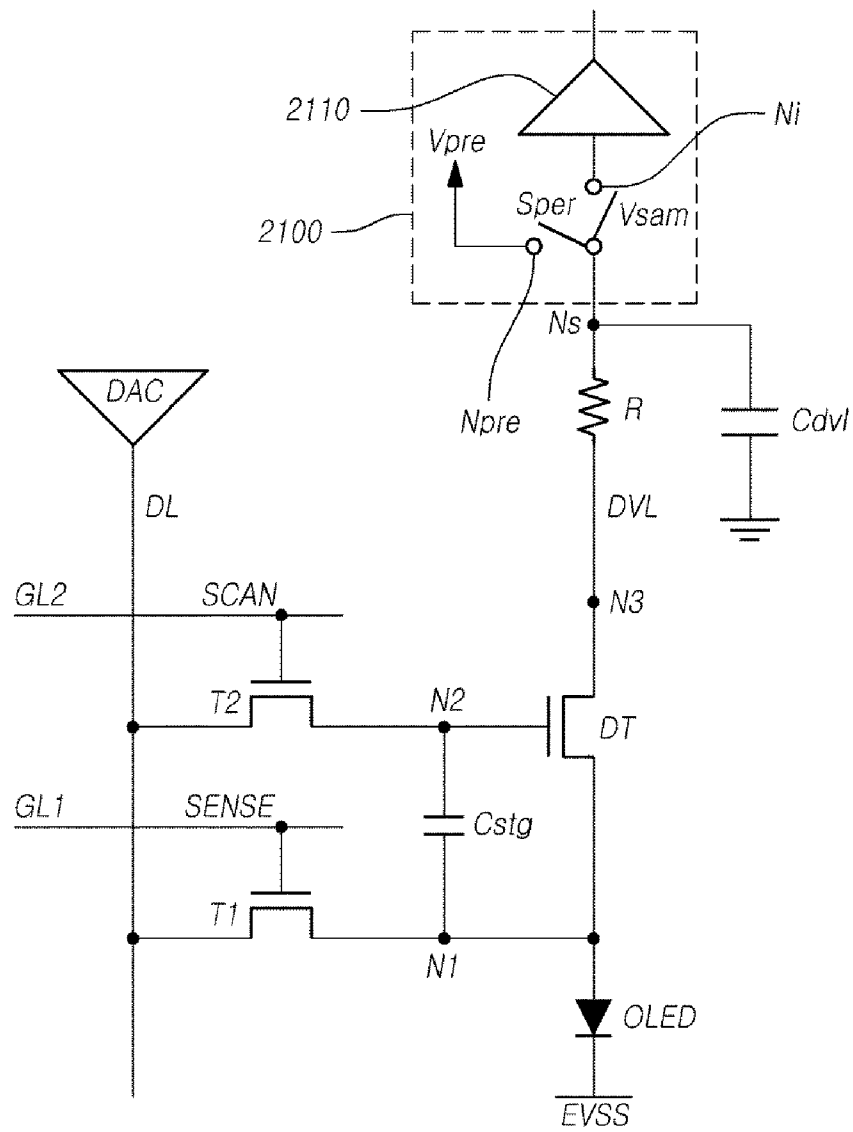 2110
Ni
Vpre
Sper
Vsam
2100
Ns
DAC
Npre
R
Cdvl
DL
DVL
GL2
SCAN
N3
T2
N2
DT
GL1
SENSE
Cstg
T1
N1
OLED
EVSS